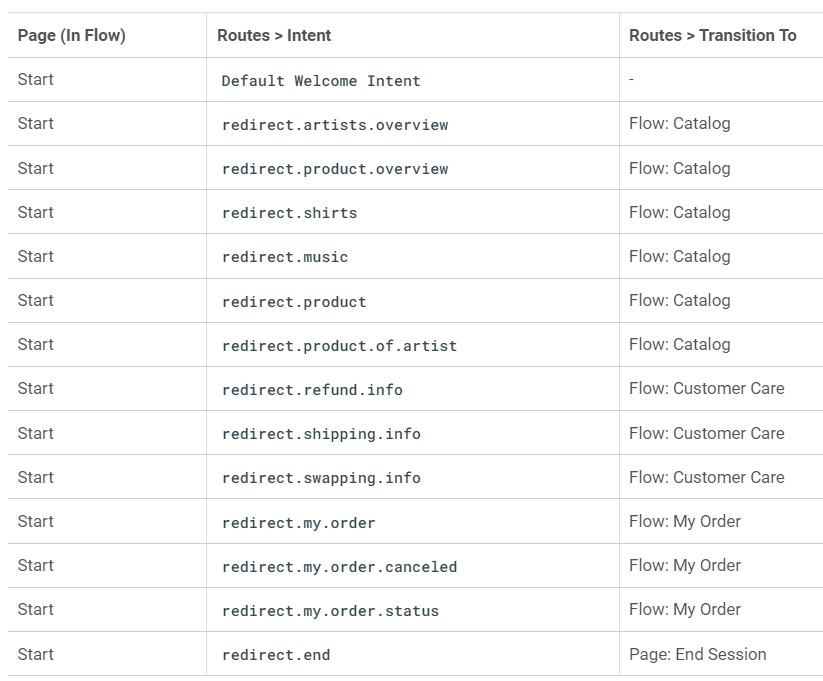 Page (In Flow) Routes > Intent Routes > Transition To
Start Default Welcome Intent -
Start redirect.artists.overview Flow: Catalog
Start redirect.product.overview Flow: Catalog
Start redirect.shirts Flow: Catalog
Start redirect.music Flow: Catalog
Start redirect.product Flow: Catalog
Start redirect.product.of.artist Flow: Catalog
Start redirect.refund.info Flow: Customer Care
Start redirect.shipping.info Flow: Customer Care
Start redirect.swapping.info Flow: Customer Care
Start redirect.my.order Flow: My Order
Start redirect.my.order.canceled Flow: My Order
Start redirect.my.order.status Flow: My Order
Start redirect.end Page: End Session